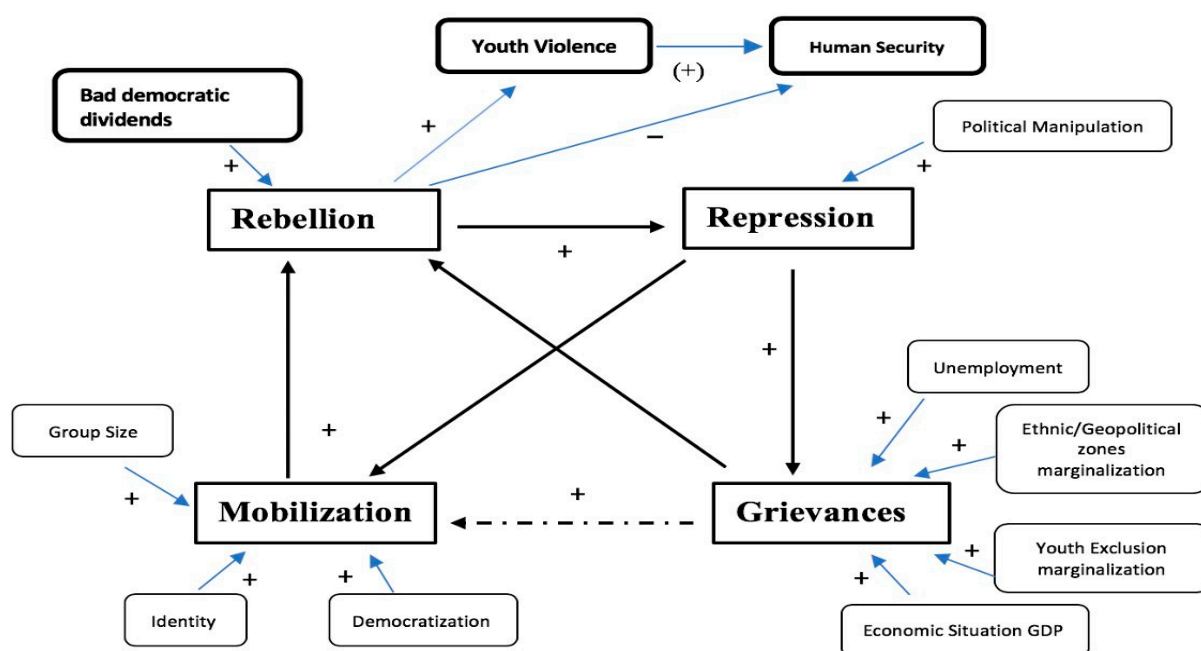 Youth Violence
Human Security
(+)
Bad democratic
dividends
+
+
−
Political Manipulation
+
Rebellion
Repression
+
+
Unemployment
+
Group Size
+
Ethnic/Geopolitical
zones
marginalization
+
+
Mobilization
+
Grievances
Youth Exclusion
marginalization
+
+
+
+
Identity
Democratization
Economic Situation GDP